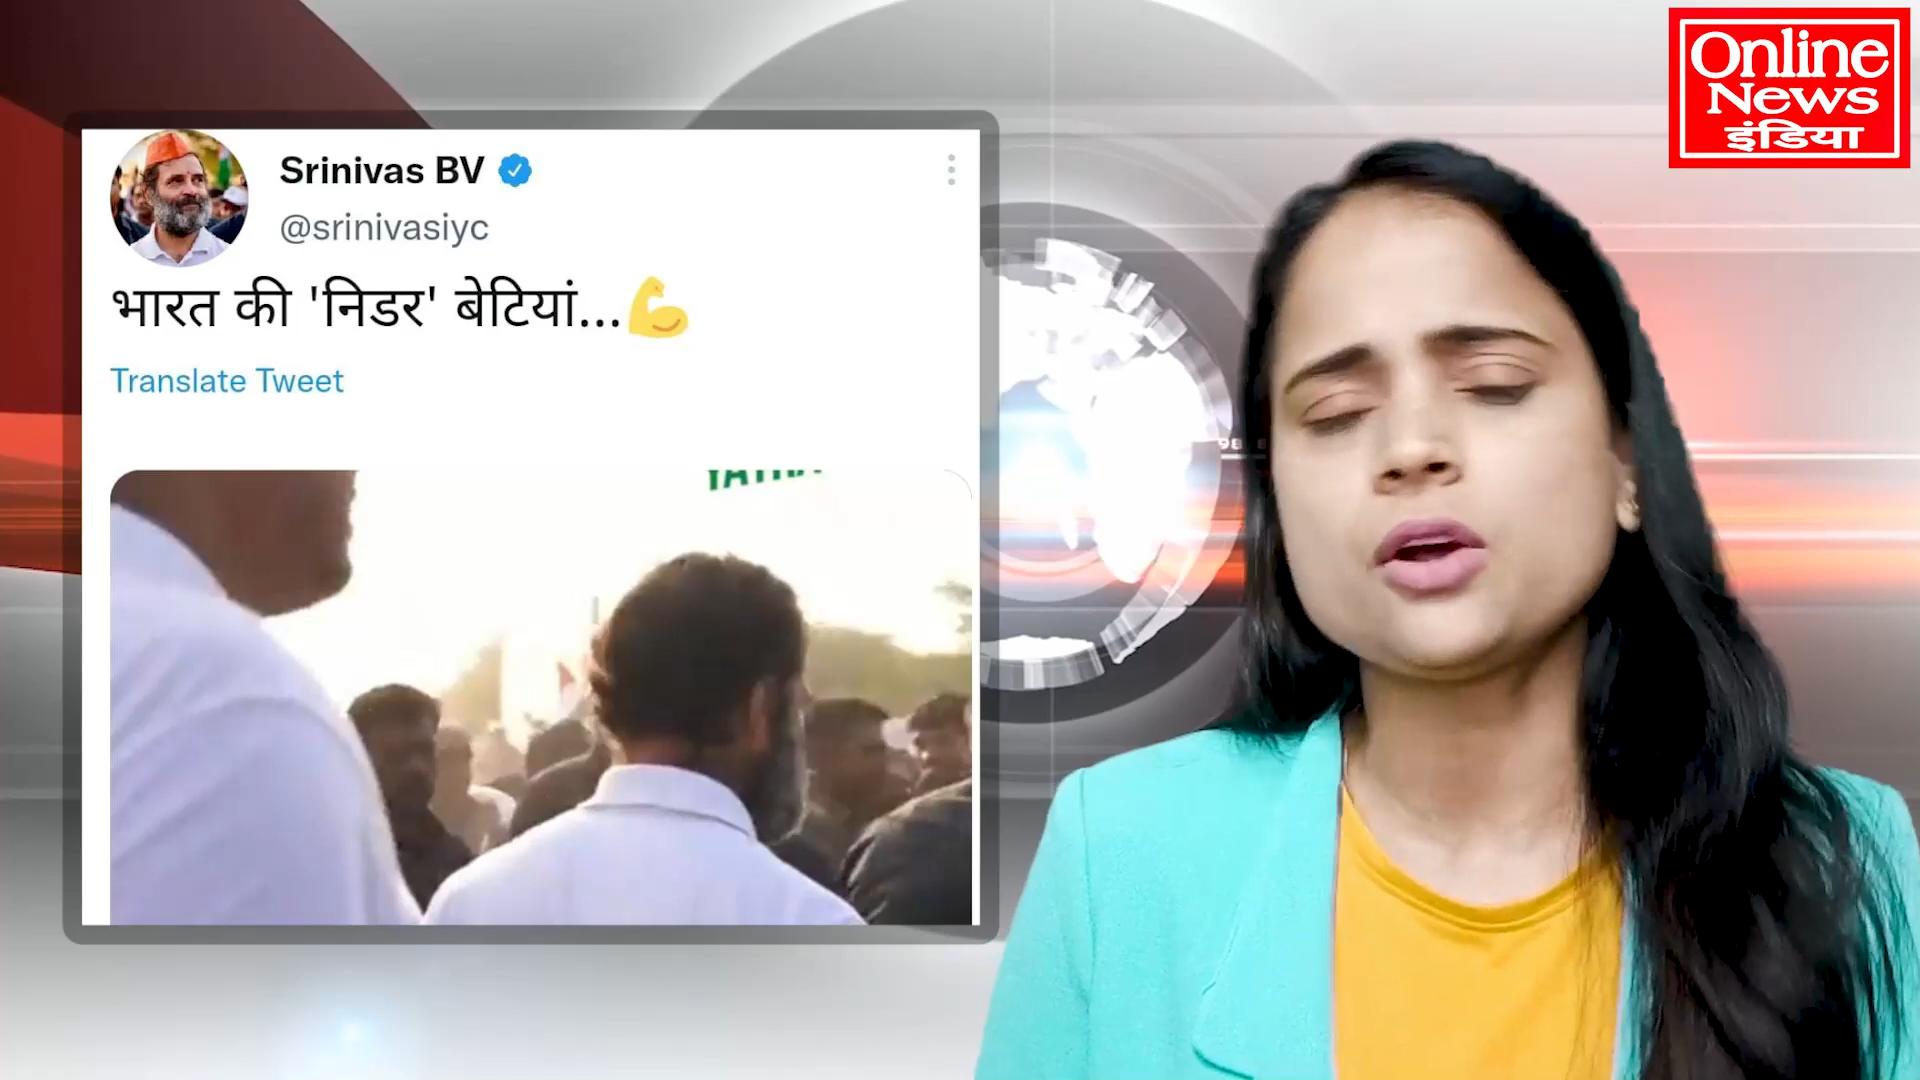 Online
News
इंडिया
Srinivas BV
@srinivasiyc
भारत की 'निडर' बेटियां...💪
Translate Tweet